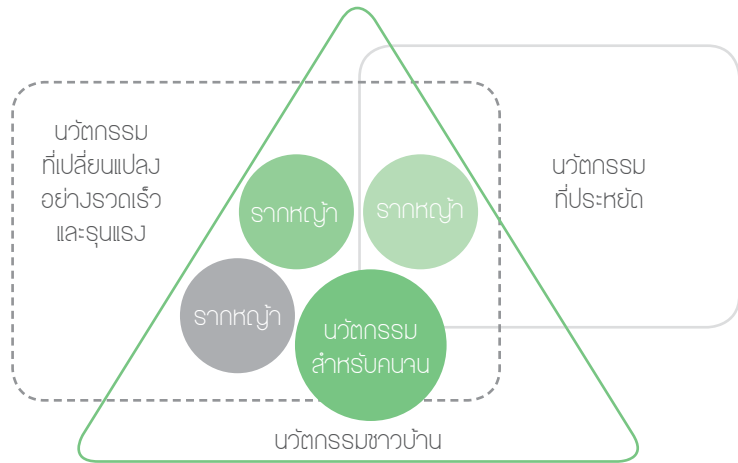 นวัตกรรม
ที่เปลี่ยนแปลง
อย่างรวดเร็ว
และรุนแรง
นวัตกรรม
ที่ประหยัด
รากหญ้า
รากหญ้า
รากหญ้า
นวัตกรรม
สำหรับคนจน
นวัตกรรมชาวบ้าน